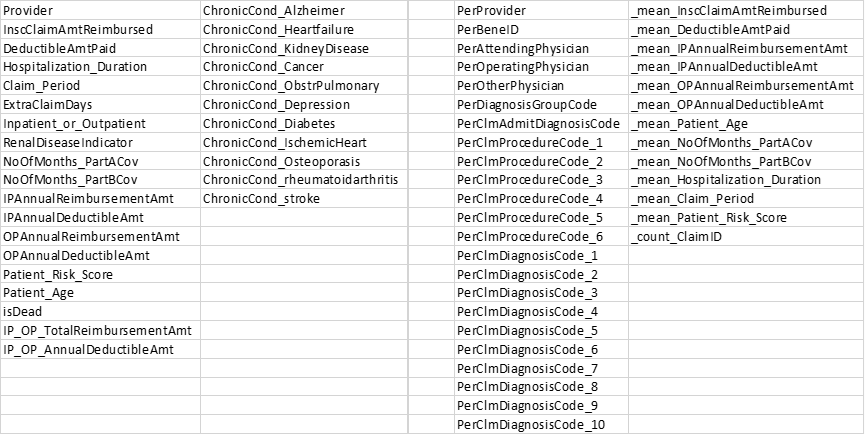 Provider ChronicCond_Alzheimer PerProvider _mean_InscClaimAmtReimbursed
InscClaimAmtReimbursed ChronicCond_Heartfailure PerBeneID _mean_DeductibleAmtPaid
DeductibleAmtPaid ChronicCond_KidneyDisease PerAttendingPhysician _mean_IPAnnualReimbursementAmt
Hospitalization_Duration ChronicCond_Cancer PerOperatingPhysician _mean_IPAnnualDeductibleAmt
Claim_Period ChronicCond_ObstrPulmonary PerOtherPhysician _mean_OPAnnualReimbursementAmt
ExtraClaimDays ChronicCond_Depression PerDiagnosisGroupCode _mean_OPAnnualDeductibleAmt
Inpatient_or_Outpatient ChronicCond_Diabetes PerClmAdmitDiagnosisCode _mean_Patient_Age
RenalDiseaseIndicator ChronicCond_IschemicHeart PerClmProcedureCode_1 _mean_NoOfMonths_PartACov
NoOfMonths_PartACov ChronicCond_Osteoporasis PerClmProcedureCode_2 _mean_NoOfMonths_PartBCov
NoOfMonths_PartBCov ChronicCond_rheumatoidarthritis PerClmProcedureCode_3 _mean_Hospitalization_Duration
IPAnnualReimbursementAmt ChronicCond_stroke PerClmProcedureCode_4 _mean_Claim_Period
IPAnnualDeductibleAmt PerClmProcedureCode_5 _mean_Patient_Risk_Score
OPAnnualReimbursementAmt PerClmProcedureCode_6 _count_ClaimID
OPAnnualDeductibleAmt PerClmDiagnosisCode_1
Patient_Risk_Score PerClmDiagnosisCode_2
Patient_Age PerClmDiagnosisCode_3
isDead PerClmDiagnosisCode_4
IP_OP_TotalReimbursementAmt PerClmDiagnosisCode_5
IP_OP_AnnualDeductibleAmt PerClmDiagnosisCode_6
PerClmDiagnosisCode_7
PerClmDiagnosisCode_8
PerClmDiagnosisCode_9
PerClmDiagnosisCode_10